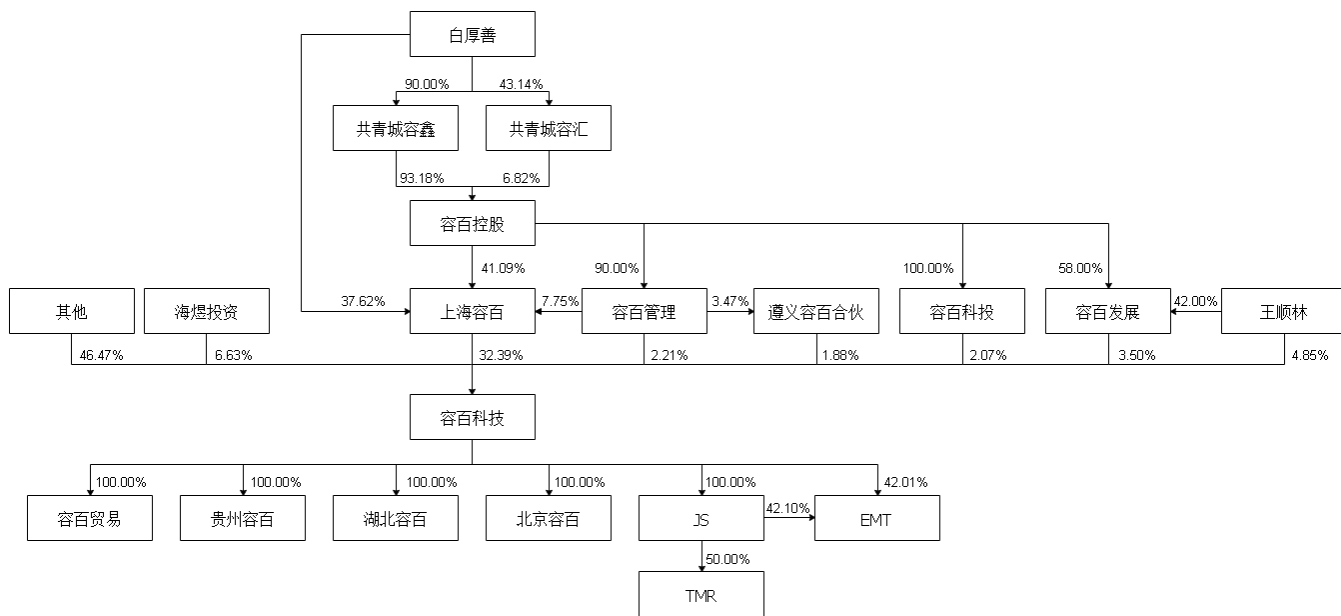 白厚善
90.00%
43.14%
共青城容鑫
共青城容汇
93.18%
6.82%
容百控股
41.09%
90.00%
100.00%
58.00%
其他
海煜投资
37.62%
上海容百
7.75%
容百管理
3.47%
遵义容百合伙
容百科投
容百发展
42.00%
王顺林
46.47%
6.63%
32.39%
2.21%
1.88%
2.07%
3.50%
4.85%
容百科技
100.00%
100.00%
100.00%
100.00%
100.00%
42.01%
容百贸易
贵州容百
湖北容百
北京容百
JS
42.10%
EMT
50.00%
TMR